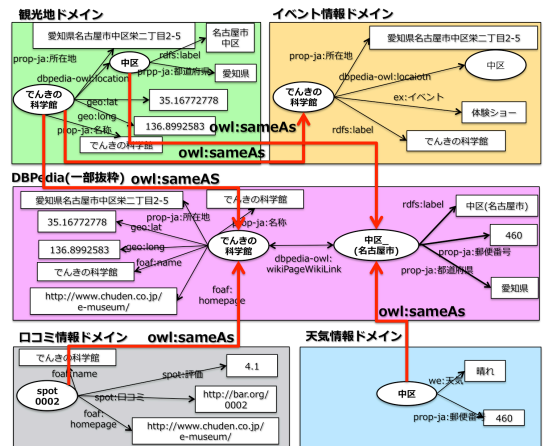 観光地ドメイン
愛知県名古屋市中区栄二丁目2-5
prop-ja:所在地
rdfs:label
名古屋市
中区
中区
dbpedia-owl:location
prop-ja:都道府県
愛知県
でんきの
科学館
geo:lat
35.16772778
geo:long
136.8992583
prop-ja:名称
でんきの科学館
owl:sameAs
owl:sameAs
イベント情報ドメイン
愛知県名古屋市中区栄二丁目2-5
prop-ja:所在地
dbpedia-owl:locaiotn
中区
でんきの
科学館
ex:イベント
体験ショー
rdfs:label
でんきの科学館
DBPedia(一部抜粋)
owl:sameAS
愛知県名古屋市中区栄二丁目2-5
でんきの科学館
prop-ja:所在地
prop-ja:名称
35.16772778
geo:lat
136.8992583
geo:long
でんきの科学館
foaf:name
http://www.chuden.co.jp/
e-museum/
foaf:
homepage
でんきの
科学館
dbpedia-owl:
wikiPageWikiLink
中区_
(名古屋市)
rdfs:label
中区(名古屋市)
460
prop-ja:郵便番号
prop-ja:都道府県
愛知県
口コミ情報ドメイン
owl:sameAs
でんきの科学館
foaf:name
spot
0002
spot:評価
4.1
spot:口コミ
http://bar.org/
0002
foaf:
homepage
http://www.chuden.co.jp/
e-museum/
owl:sameAs
天気情報ドメイン
中区
we:天気
晴れ
prop-ja:郵便番号
460